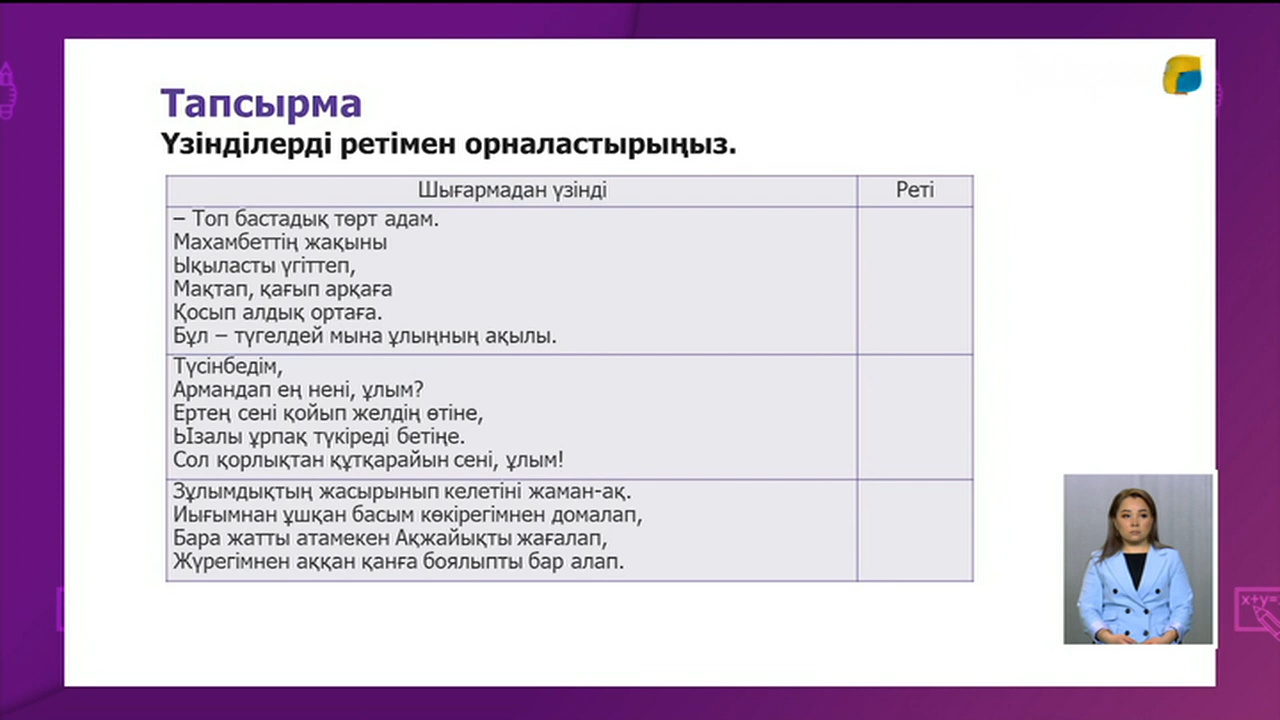 Тапсырма
Үзінділерді ретімен орналастырыңыз.
Шығармадан үзінді
Реті
– Топ бастадық төрт адам.
Махамбеттің жақыны
Ықыласты үгіттеп,
Мақтап, қағып арқаға
Қосып алдық ортаға.
Бұл – түгелдей мына ұлыңның ақылы.
Түсінбедім,
Армандап ең нені, ұлым?
Ертең сені қойып желдің өтіне,
Ызалы ұрпақ түкіреді бетіңе.
Сол қорлықтан құтқарайын сені, ұлым!
Зұлымдықтың жасырынып келетіні жаман-ақ.
Иығымнан ұшқан басым көкірегімнен домалап,
Бара жатты атамекен Ақжайықты жағалап,
Жүрегімнен аққан қанға боялыпты бар алап.
x+y=